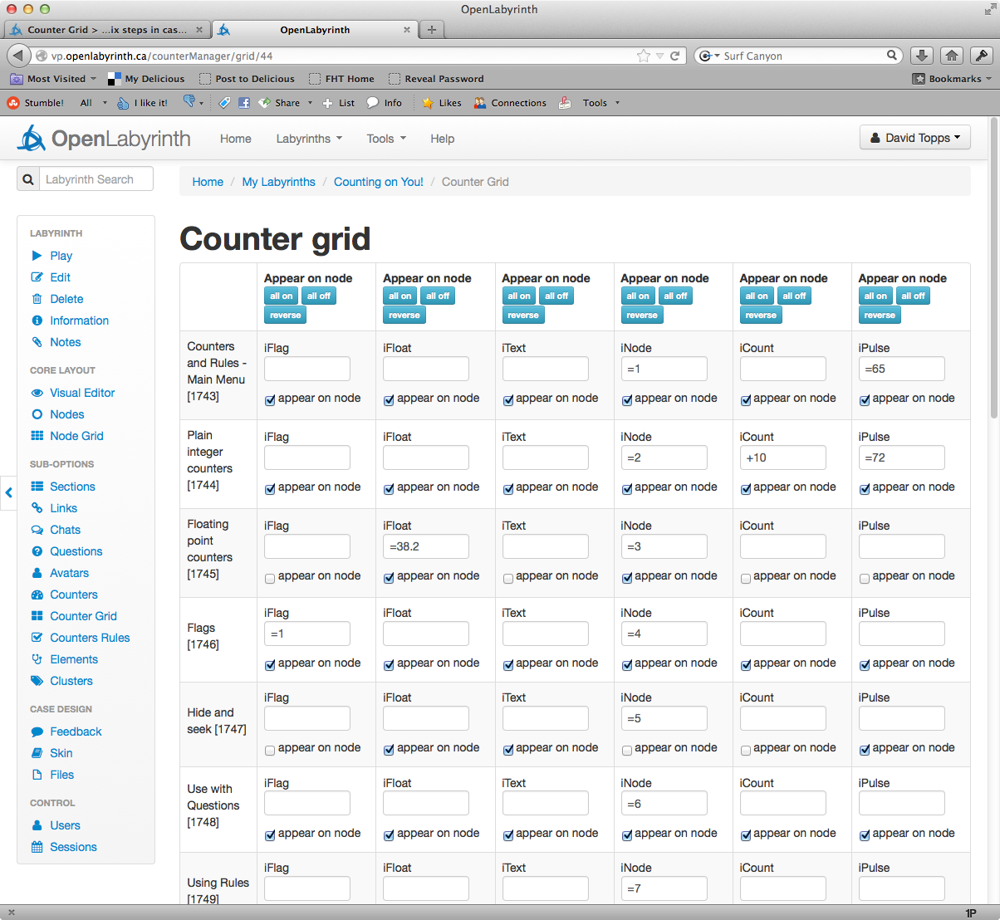 OpenLabyrinth
Counter Grid > ...ix steps in cas...
OpenLabyrinth
vp.openlabyrinth.ca/counterManager/grid/44
Surf Canyon
Most Visited
My Delicious
Post to Delicious
FHT Home
Reveal Password
Bookmarks
Stumble!
All
I like it!
Share
List
Info
Likes
Connections
Tools
OpenLabyrinth
Home
Labyrinths
Tools
Help
David Topps
Labyrinth Search
Home / My Labyrinths / Counting on You! / Counter Grid
LABYRINTH
Play
Edit
Delete
Information
Notes
CORE LAYOUT
Visual Editor
Nodes
Node Grid
SUB-OPTIONS
Sections
Links
Chats
Questions
Avatars
Counters
Counter Grid
Counters Rules
Elements
Clusters
CASE DESIGN
Feedback
Skin
Files
CONTROL
Users
Sessions
Counter grid
Appear on node Appear on node Appear on node Appear on node Appear on node Appear on node
all on all off all on all off all on all off all on all off all on all off all on all off
reverse reverse reverse reverse reverse reverse
Counters
and Rules -
Main Menu
[1743]
iFlag iFloat iText iNode iCount iPulse
=1 =65
appear on node appear on node appear on node appear on node appear on node appear on node
Plain
integer
counters
[1744]
iFlag iFloat iText iNode iCount iPulse
=2 +10 =72
appear on node appear on node appear on node appear on node appear on node appear on node
Floating
point
counters
[1745]
iFlag iFloat iText iNode iCount iPulse
=38.2 =3
appear on node appear on node appear on node appear on node appear on node appear on node
Flags
[1746]
iFlag iFloat iText iNode iCount iPulse
=1 =4
appear on node appear on node appear on node appear on node appear on node appear on node
Hide and
seek [1747]
iFlag iFloat iText iNode iCount iPulse
=5
appear on node appear on node appear on node appear on node appear on node appear on node
Use with
Questions
[1748]
iFlag iFloat iText iNode iCount iPulse
=6
appear on node appear on node appear on node appear on node appear on node appear on node
Using Rules
[1749]
iFlag iFloat iText iNode iCount iPulse
=7
1P